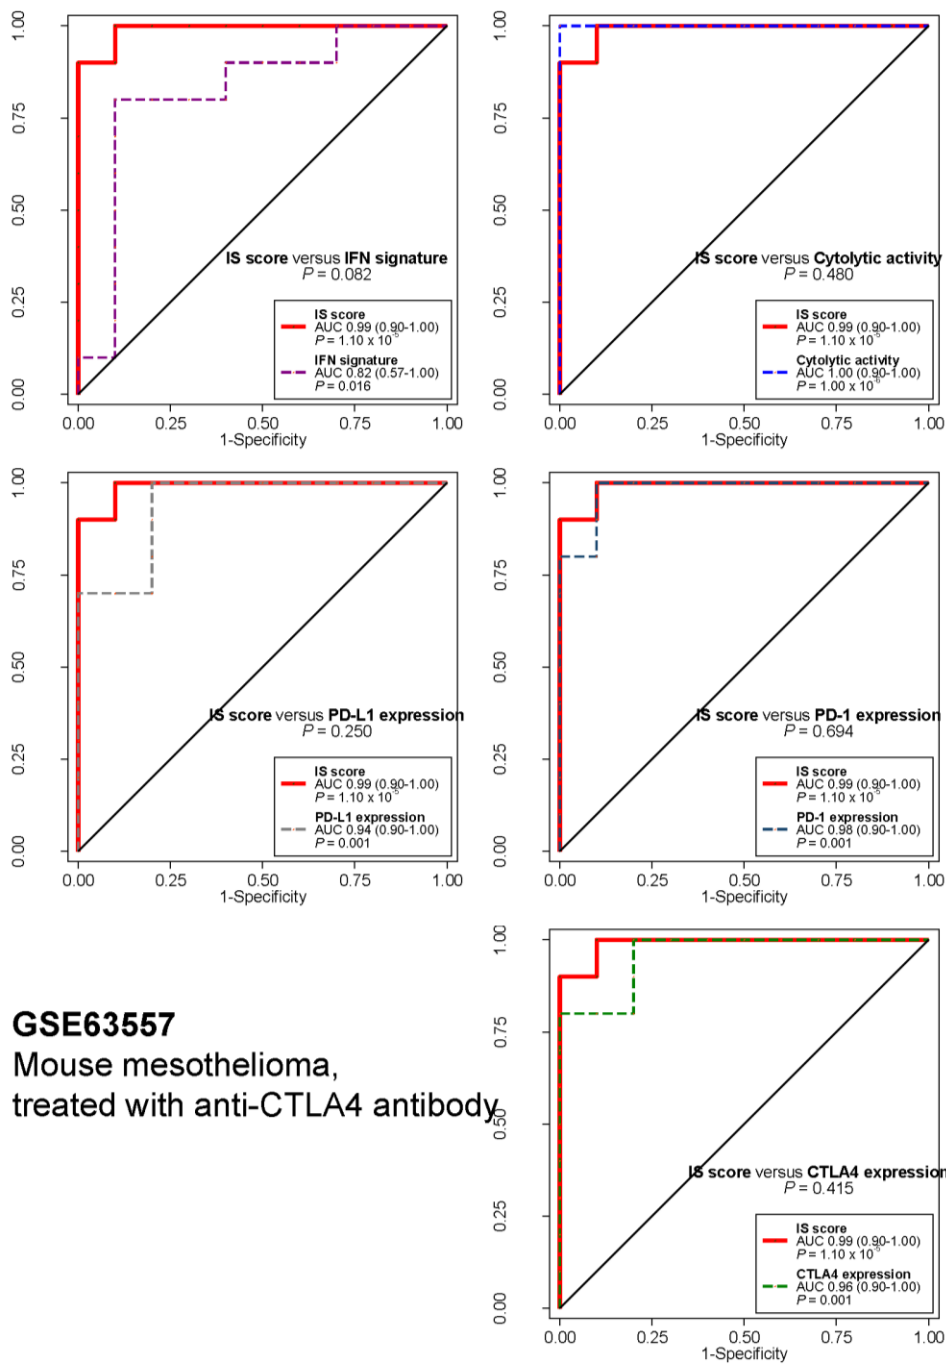 1.00
0.75
0.50
0.25
0.00
IS score versus IFN signature
P = 0.082
IS score
AUC 0.99 (0.90-1.00)
P = 1.10 x 10-5
IFN signature
AUC 0.82 (0.57-1.00)
P = 0.016
0.00 0.25 0.50 0.75 1.00
1-Specificity
1.00
0.75
0.50
0.25
0.00
IS score versus Cytolytic activity
P = 0.480
IS score
AUC 0.99 (0.90-1.00)
P = 1.10 x 10-5
Cytolytic activity
AUC 1.00 (0.90-1.00)
P = 1.00 x 10-6
0.00 0.25 0.50 0.75 1.00
1-Specificity
1.00
0.75
0.50
0.25
0.00
IS score versus PD-L1 expression
P = 0.250
IS score
AUC 0.99 (0.90-1.00)
P = 1.10 x 10-5
PD-L1 expression
AUC 0.94 (0.90-1.00)
P = 0.001
0.00 0.25 0.50 0.75 1.00
1-Specificity
1.00
0.75
0.50
0.25
0.00
IS score versus PD-1 expression
P = 0.694
IS score
AUC 0.99 (0.90-1.00)
P = 1.10 x 10-5
PD-1 expression
AUC 0.98 (0.90-1.00)
P = 0.001
0.00 0.25 0.50 0.75 1.00
1-Specificity
GSE63557
Mouse mesothelioma,
treated with anti-CTLA4 antibody
1.00
0.75
0.50
0.25
0.00
IS score versus CTLA4 expression
P = 0.415
IS score
AUC 0.99 (0.90-1.00)
P = 1.10 x 10-5
CTLA4 expression
AUC 0.96 (0.90-1.00)
P = 0.001
0.00 0.25 0.50 0.75 1.00
1-Specificity